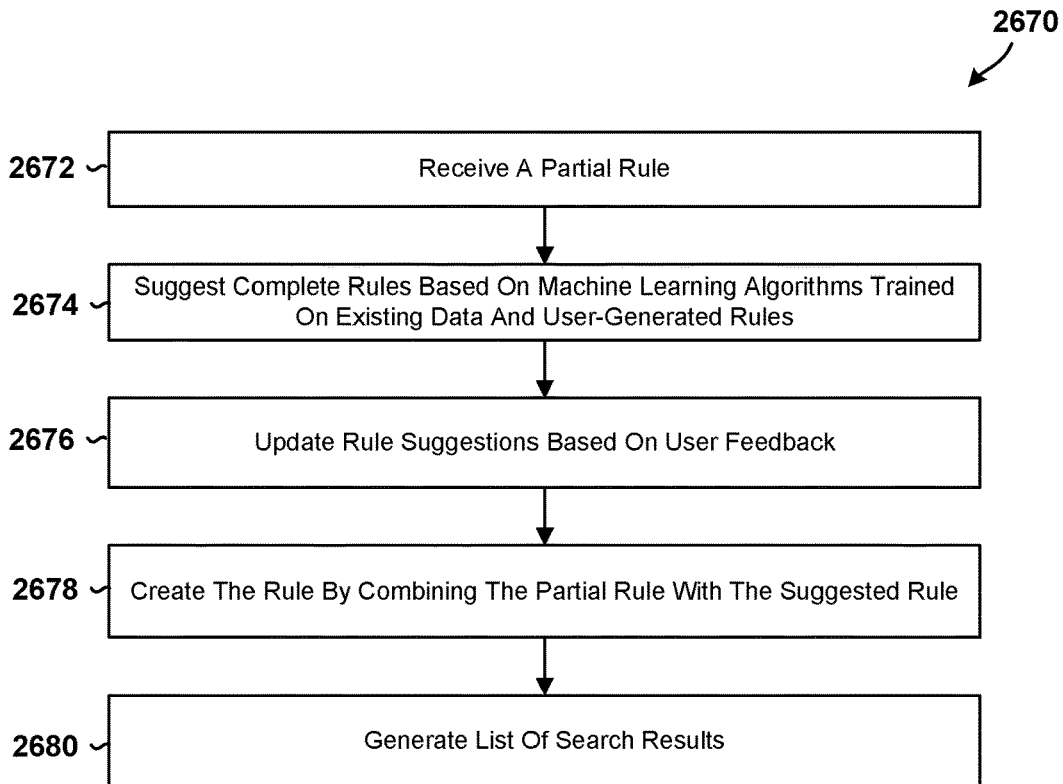 2670
2672
Receive A Partial Rule
2674
Suggest Complete Rules Based On Machine Learning Algorithms Trained
On Existing Data And User-Generated Rules
2676
Update Rule Suggestions Based On User Feedback
2678
Create The Rule By Combining The Partial Rule With The Suggested Rule
2680
Generate List Of Search Results